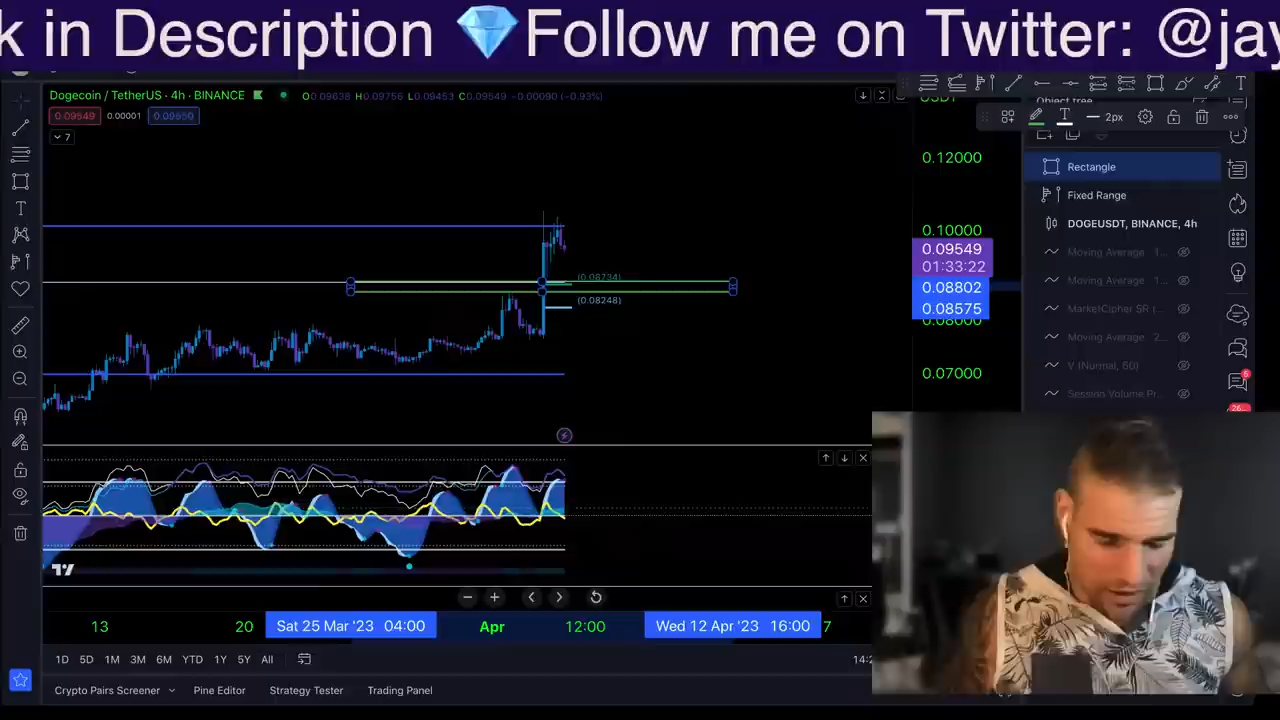 k in Description 💎Follow me on Twitter: @jay
Dogecoin / TetherUS · 4h · BINANCE O0.09638 H0.09756 L0.09453 C0.09549 −0.00090 (−0.93%)
0.09549 0.00001 0.09550
7
2px
Rectangle
Fixed Range
DOGEUSDT, BINANCE, 4h
Moving Average 1...
Moving Average 1...
MarketCipher SR (
Moving Average 2...
V (Normal, 60)
Session Volume Pr...
0.12000
0.10000
0.09549
01:33:22
0.08802
0.08575
0.08000
0.07000
(0.08734)
(0.08248)
13 20 Sat 25 Mar '23 04:00 Apr 12:00 Wed 12 Apr '23 16:00 7
1D 5D 1M 3M 6M YTD 1Y 5Y All
Crypto Pairs Screener Pine Editor Strategy Tester Trading Panel